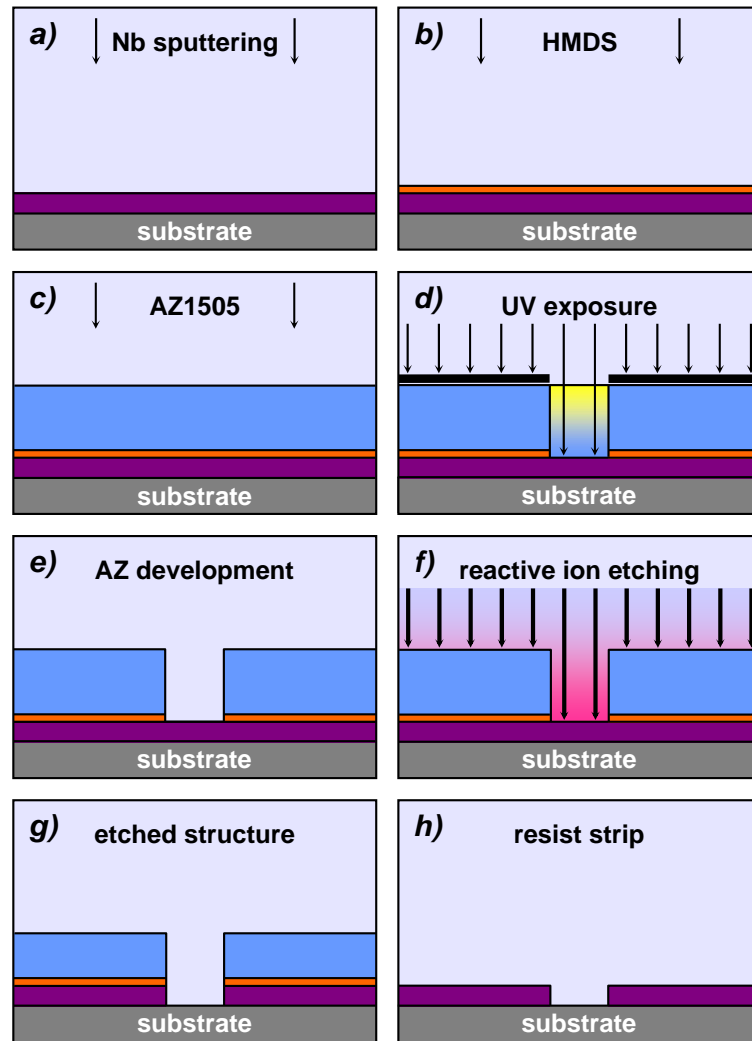 a)
Nb sputtering
substrate
b)
HMDS
substrate
c)
AZ1505
substrate
d)
UV exposure
substrate
e)
AZ development
substrate
f)
reactive ion etching
substrate
g)
etched structure
substrate
h)
resist strip
substrate